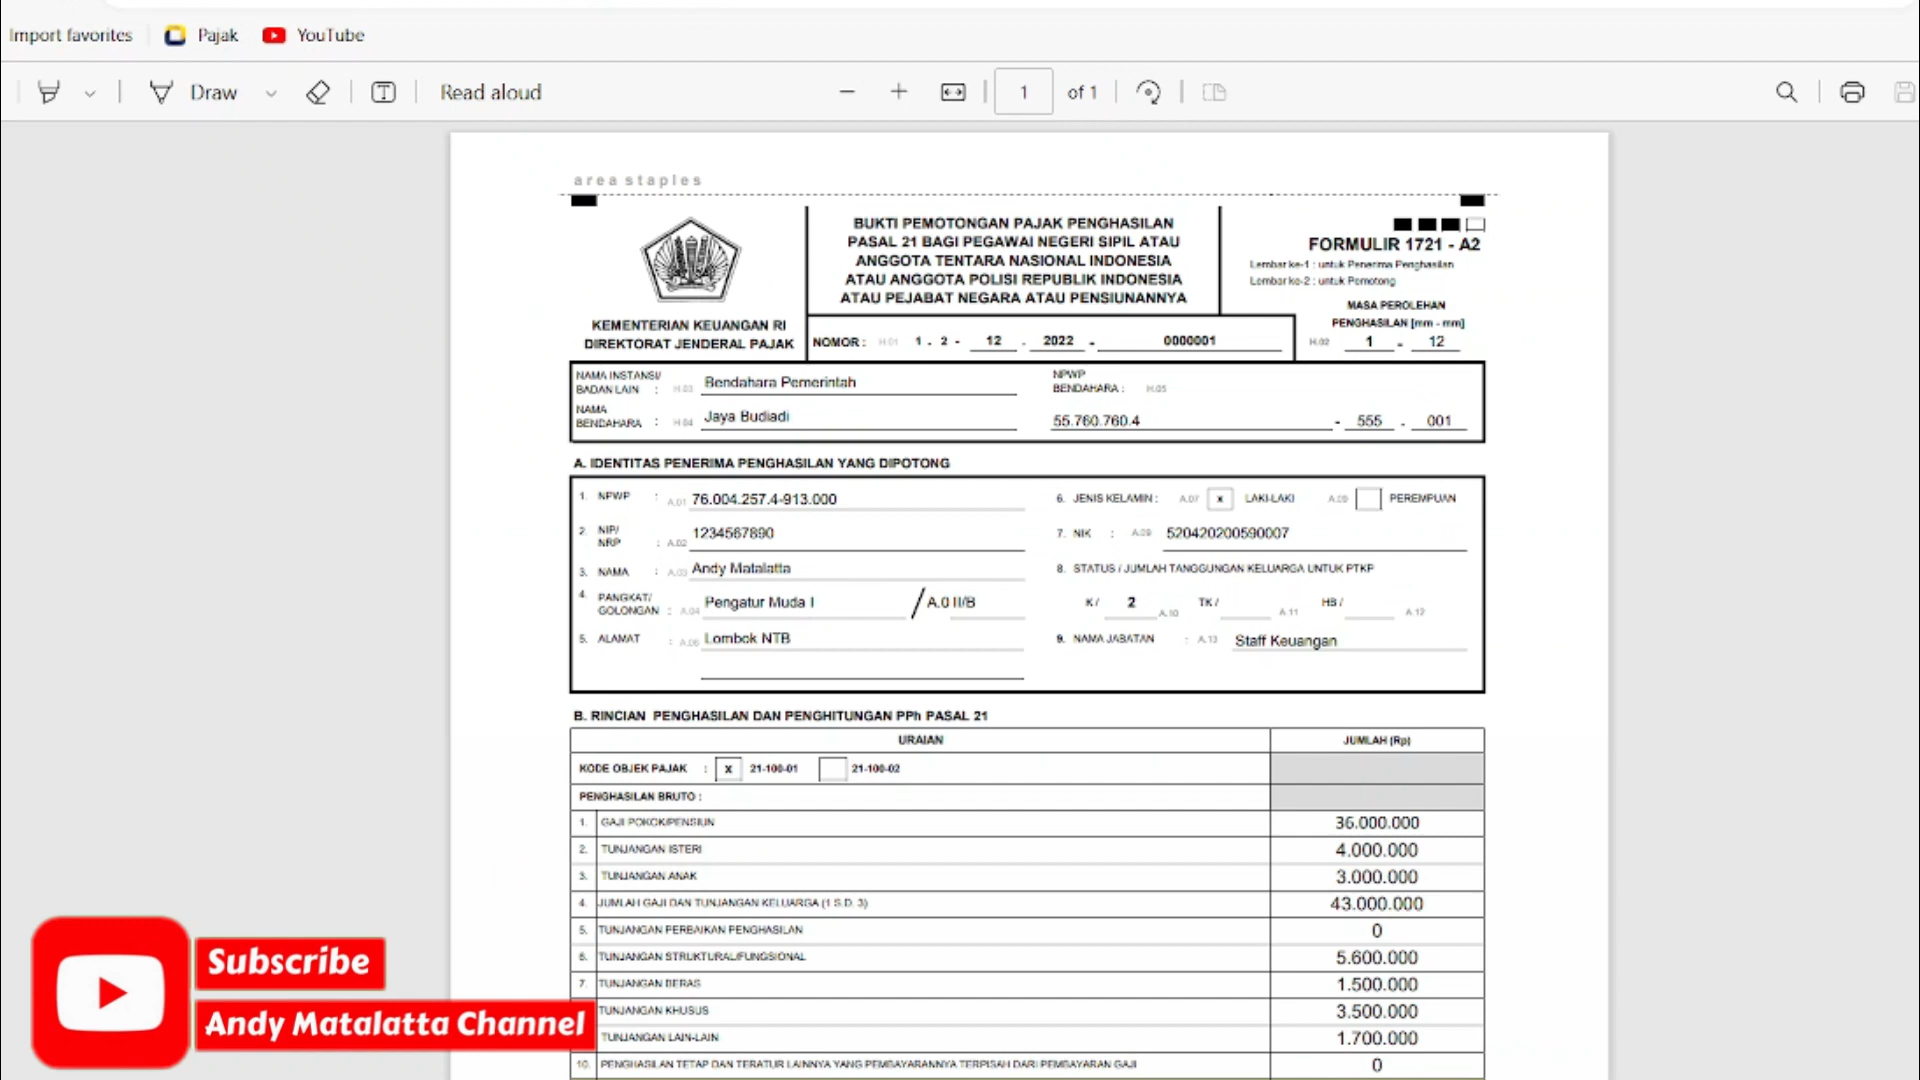 Import favorites Pajak YouTube
Draw Read aloud 1 of 1
area staples
BUKTI PEMOTONGAN PAJAK PENGHASILAN
PASAL 21 BAGI PEGAWAI NEGERI SIPIL ATAU
ANGGOTA TENTARA NASIONAL INDONESIA
ATAU ANGGOTA POLISI REPUBLIK INDONESIA
ATAU PEJABAT NEGARA ATAU PENSIUNANNYA
FORMULIR 1721 - A2
Lembar ke-1 : untuk Penerima Penghasilan
Lembar ke-2 : untuk Pemotong
MASA PEROLEHAN
PENGHASILAN [mm - mm]
KEMENTERIAN KEUANGAN RI
DIREKTORAT JENDERAL PAJAK
NOMOR : H.01 1 . 2 - 12 . 2022 - 0000001
H.02 1 - 12
NAMA INSTANSI/
BADAN LAIN : H.03 Bendahara Pemerintah
NPWP
BENDAHARA : H.05
NAMA
BENDAHARA : H.04 Jaya Budiadi
55.760.760.4 - 555 . 001
A. IDENTITAS PENERIMA PENGHASILAN YANG DIPOTONG
1. NPWP : A.01 76.004.257.4-913.000
6. JENIS KELAMIN : A.07 x LAKI-LAKI PEREMPUAN
2. NIP/
NRP : A.02 1234567890
7. NIK : A.09 520420200590007
3. NAMA : A.03 Andy Matalatta
8. STATUS / JUMLAH TANGGUNGAN KELUARGA UNTUK PTKP
4. PANGKAT/
GOLONGAN : A.04 Pengatur Muda I / A.0 II/B
K / 2 A.10 TK / A.11 HB / A.12
5. ALAMAT : Lombok NTB
9. NAMA JABATAN : A.13 Staff Keuangan
B. RINCIAN PENGHASILAN DAN PENGHITUNGAN PPh PASAL 21
URAIAN JUMLAH (Rp)
KODE OBJEK PAJAK : x 21-100-01 21-100-02
PENGHASILAN BRUTO :
1. GAJI POKOK/PENSIUN 36.000.000
2. TUNJANGAN ISTERI 4.000.000
3. TUNJANGAN ANAK 3.000.000
4. JUMLAH GAJI DAN TUNJANGAN KELUARGA (1 S.D. 3) 43.000.000
5. TUNJANGAN PERBAIKAN PENGHASILAN 0
6. TUNJANGAN STRUKTURAL/FUNGSIONAL 5.600.000
7. TUNJANGAN BERAS 1.500.000
TUNJANGAN KHUSUS 3.500.000
TUNJANGAN LAIN-LAIN 1.700.000
10. PENGHASILAN TETAP DAN TERATUR LAINNYA YANG PEMBAYARANNYA TERPISAH DARI PEMBAYARAN GAJI 0
Subscribe
Andy Matalatta Channel